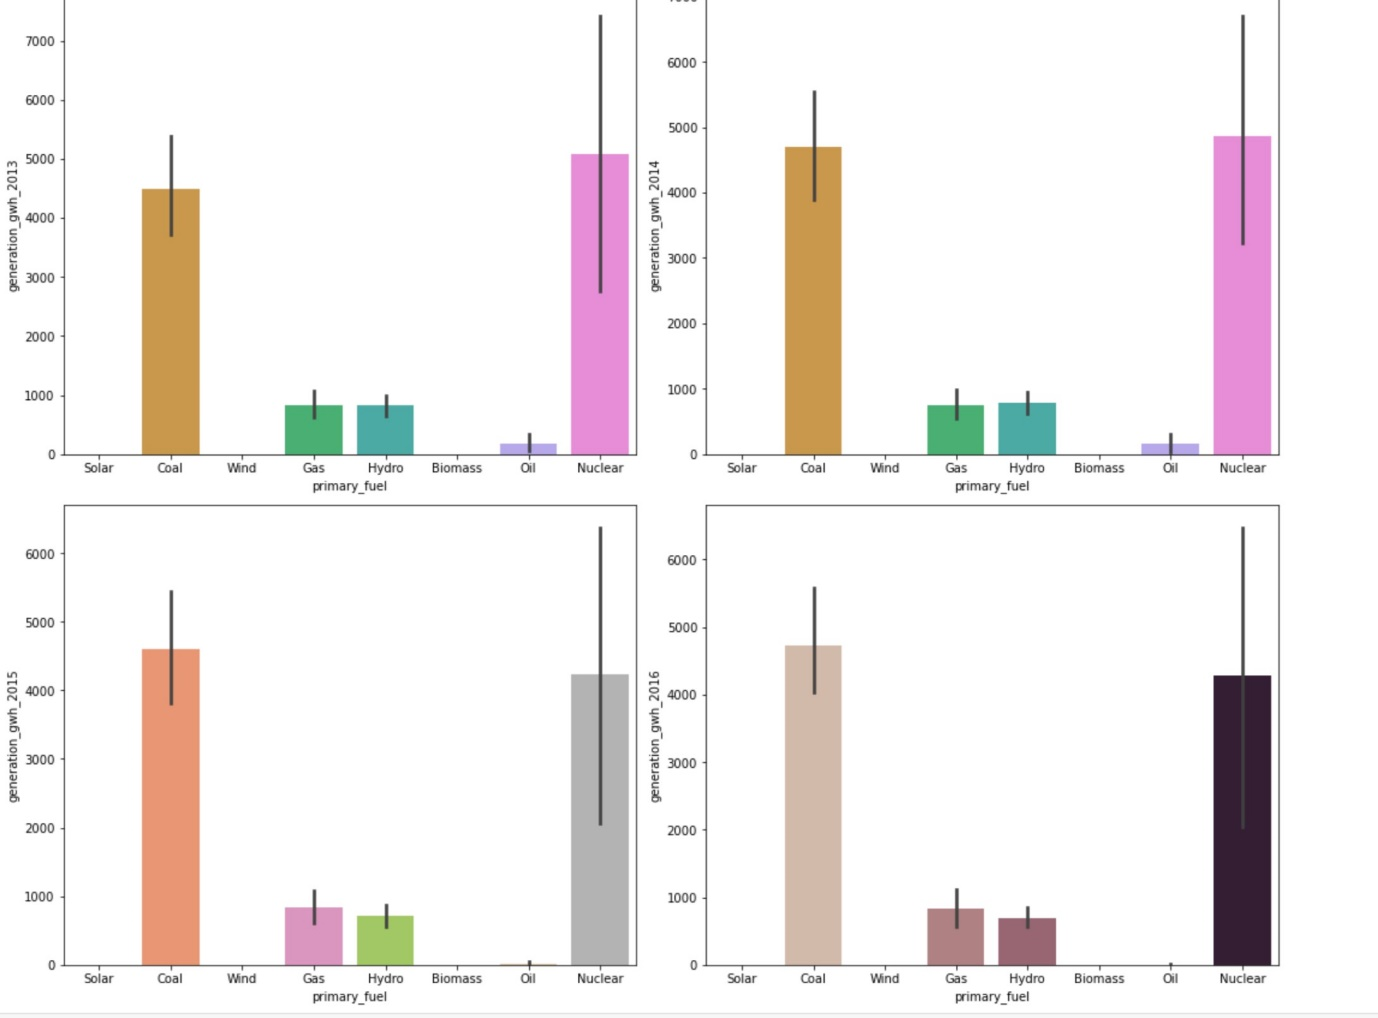 7000
6000
5000
4000
3000
2000
1000
0
generation_gwh_2013
Solar Coal Wind Gas Hydro Biomass Oil Nuclear
primary_fuel
7000
6000
5000
4000
3000
2000
1000
0
generation_gwh_2014
Solar Coal Wind Gas Hydro Biomass Oil Nuclear
primary_fuel
6000
5000
4000
3000
2000
1000
0
generation_gwh_2015
Solar Coal Wind Gas Hydro Biomass Oil Nuclear
primary_fuel
6000
5000
4000
3000
2000
1000
0
generation_gwh_2016
Solar Coal Wind Gas Hydro Biomass Oil Nuclear
primary_fuel